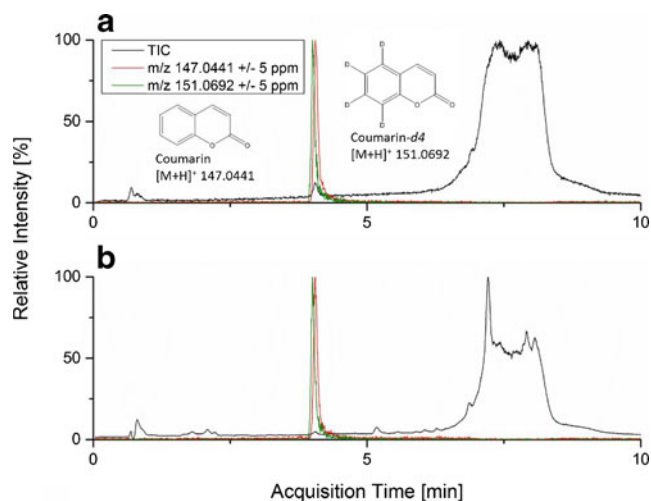 a
100
TIC
m/z 147.0441 +/- 5 ppm
m/z 151.0692 +/- 5 ppm
D
D
D
D
O
O
O
O
Coumarin
[M+H]+ 147.0441
Coumarin-d4
[M+H]+ 151.0692
50
0
0
5
10
b
100
50
0
0
5
10
Relative Intensity [%]
Acquisition Time [min]